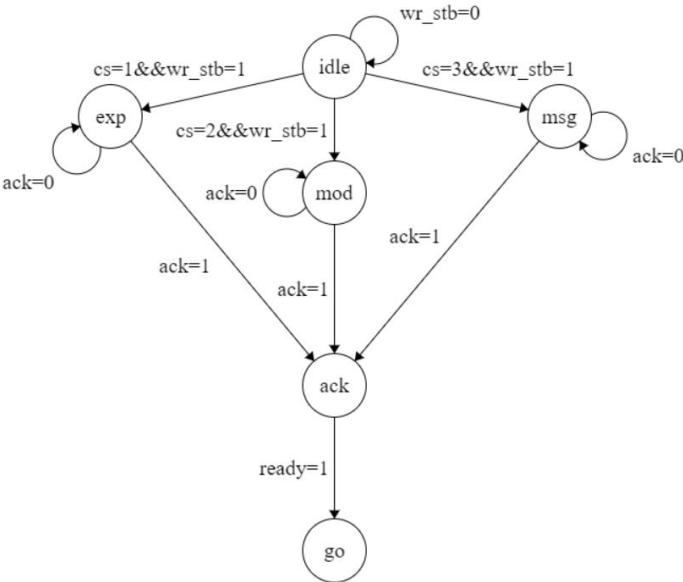 wr_stb=0
idle
cs=1&&wr_stb=1
cs=3&&wr_stb=1
exp
msg
cs=2&&wr_stb=1
ack=0
ack=0
mod
ack=0
ack=1
ack=1
ack=1
ack
ready=1
go